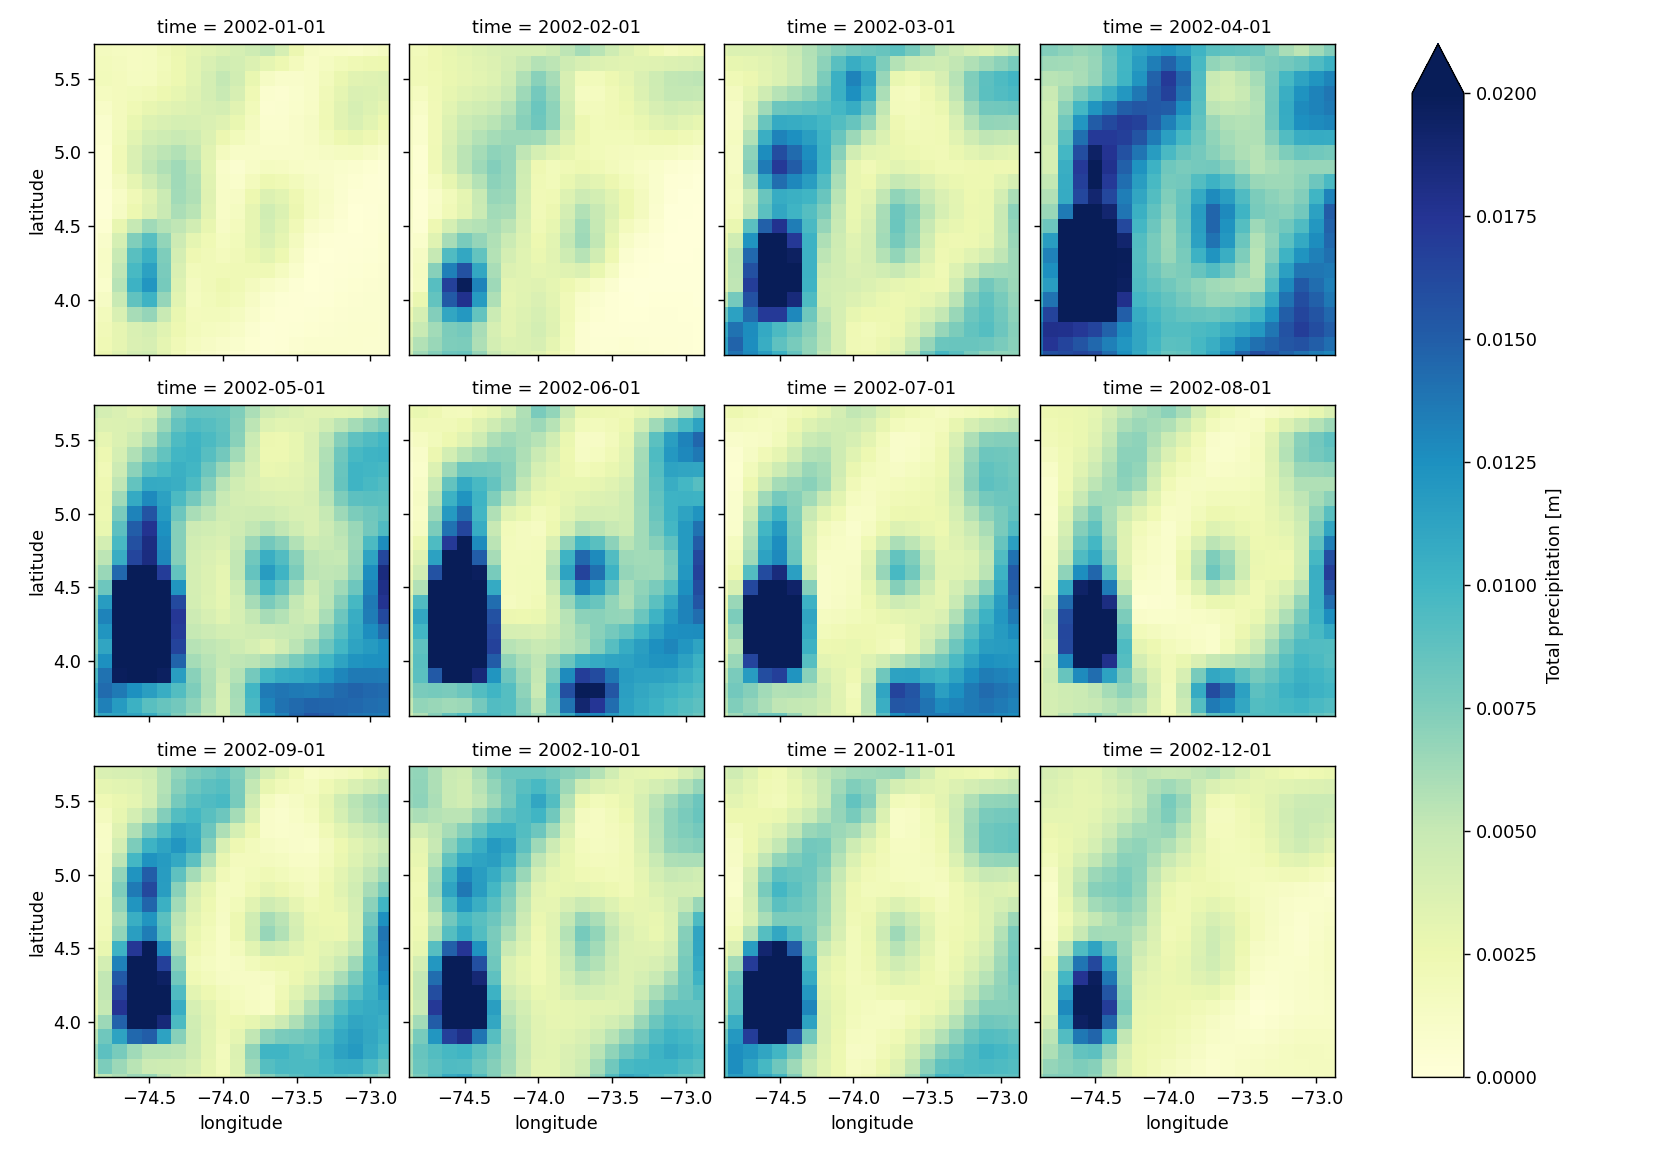 time = 2002-01-01
time = 2002-02-01
time = 2002-03-01
time = 2002-04-01
5.5
5.0
4.5
4.0
latitude
time = 2002-05-01
time = 2002-06-01
time = 2002-07-01
time = 2002-08-01
5.5
5.0
4.5
4.0
latitude
time = 2002-09-01
time = 2002-10-01
time = 2002-11-01
time = 2002-12-01
5.5
5.0
4.5
4.0
latitude
−74.5 −74.0 −73.5 −73.0
longitude
−74.5 −74.0 −73.5 −73.0
longitude
−74.5 −74.0 −73.5 −73.0
longitude
−74.5 −74.0 −73.5 −73.0
longitude
0.0200
0.0175
0.0150
0.0125
0.0100
0.0075
0.0050
0.0025
0.0000
Total precipitation [m]